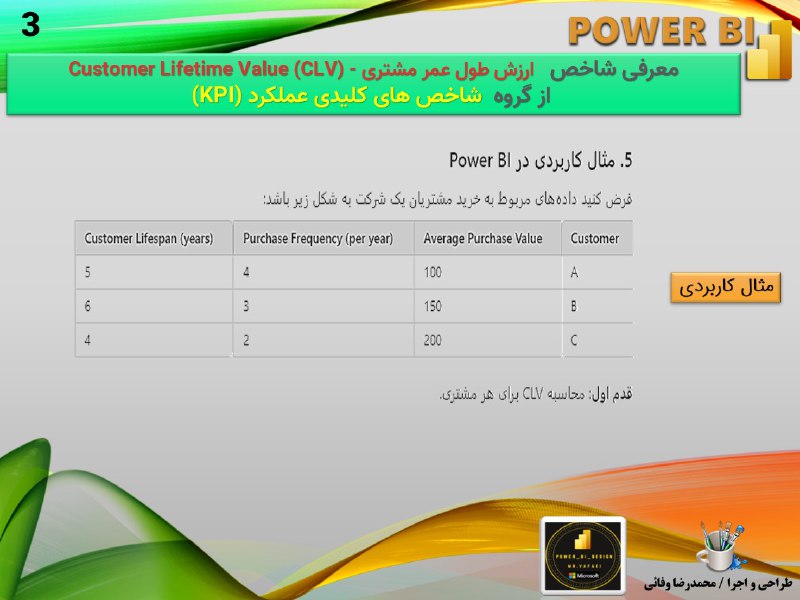 3
POWER BI
معرفی شاخص ارزش طول عمر مشتری - Customer Lifetime Value (CLV)
از گروه شاخص های کلیدی عملکرد (KPI)
5. مثال کاربردی در Power BI
فرض کنید داده‌های مربوط به خرید مشتریان یک شرکت به شکل زیر باشد:
Customer Lifespan (years) Purchase Frequency (per year) Average Purchase Value Customer
5 4 100 A
6 3 150 B
4 2 200 C
مثال کاربردی
قدم اول: محاسبه CLV برای هر مشتری.
POWER_BI_DESIGN
MR.VAFAEI
Microsoft
طراحی و اجرا / محمدرضا وفائی